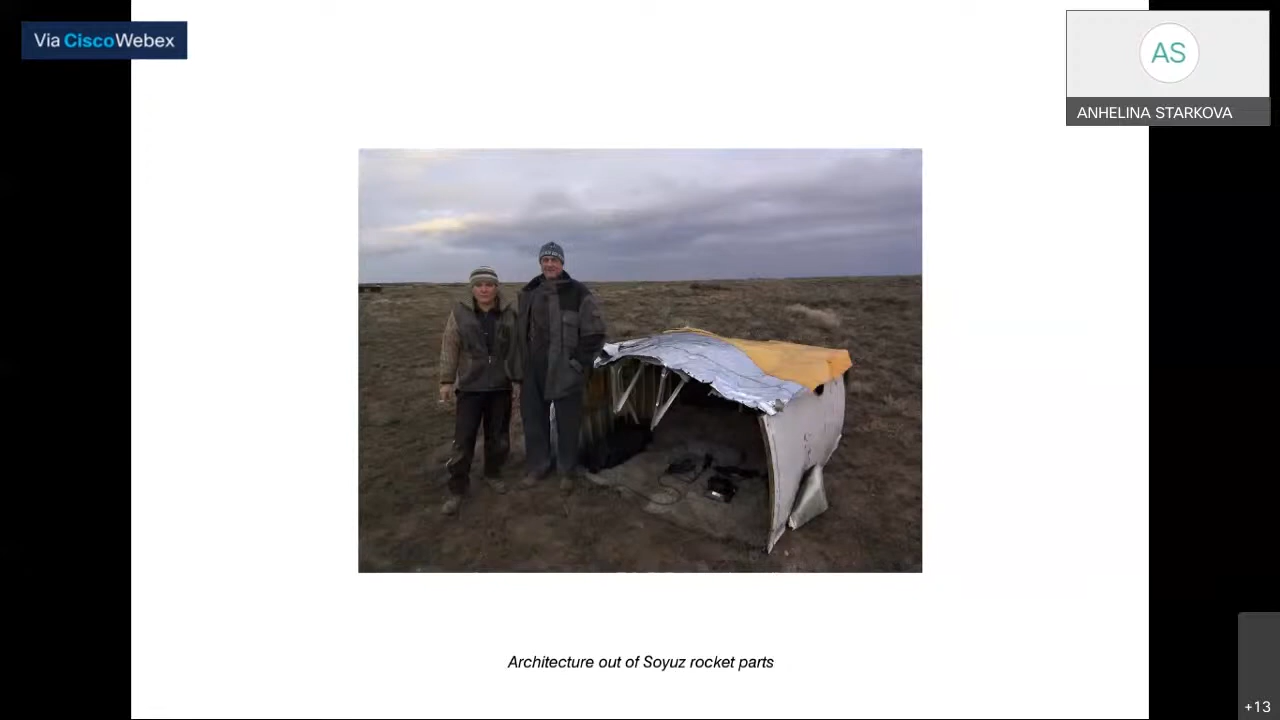 Via CiscoWebex
AS
ANHELINA STARKOVA
Architecture out of Soyuz rocket parts
+13